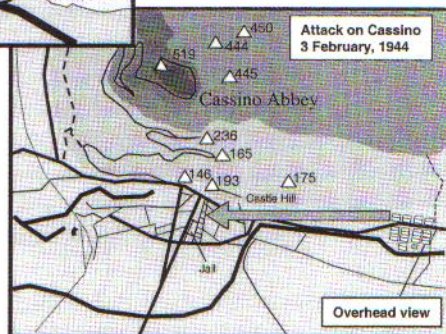 Attack on Cassino
3 February, 1944
450
444
519
445
Cassino Abbey
236
165
146
193
175
Castle Hill
Jail
Overhead view